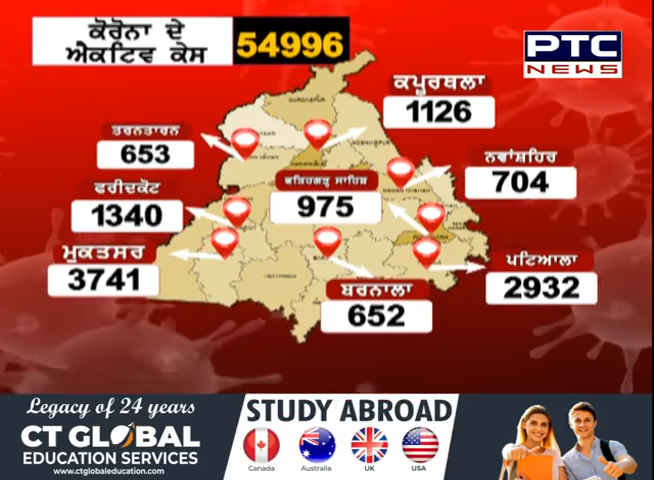 ਕੋਰੋਨਾ ਦੇ
ਐਕਟਿਵ ਕੇਸ
54996
PTC
NEWS
ਕਪੂਰਥਲਾ
1126
ਤਰਨਤਾਰਨ
653
ਨਵਾਂਸ਼ਹਿਰ
704
ਫਰੀਦਕੋਟ
1340
ਫਤਿਹਗੜ੍ਹ ਸਾਹਿਬ
975
ਮੁਕਤਸਰ
3741
ਬਰਨਾਲਾ
652
ਪਟਿਆਲਾ
2932
Legacy of 24 years
CT GLOBAL
EDUCATION SERVICES
www.ctglobaleducation.com
STUDY ABROAD
Canada
Australia
UK
USA